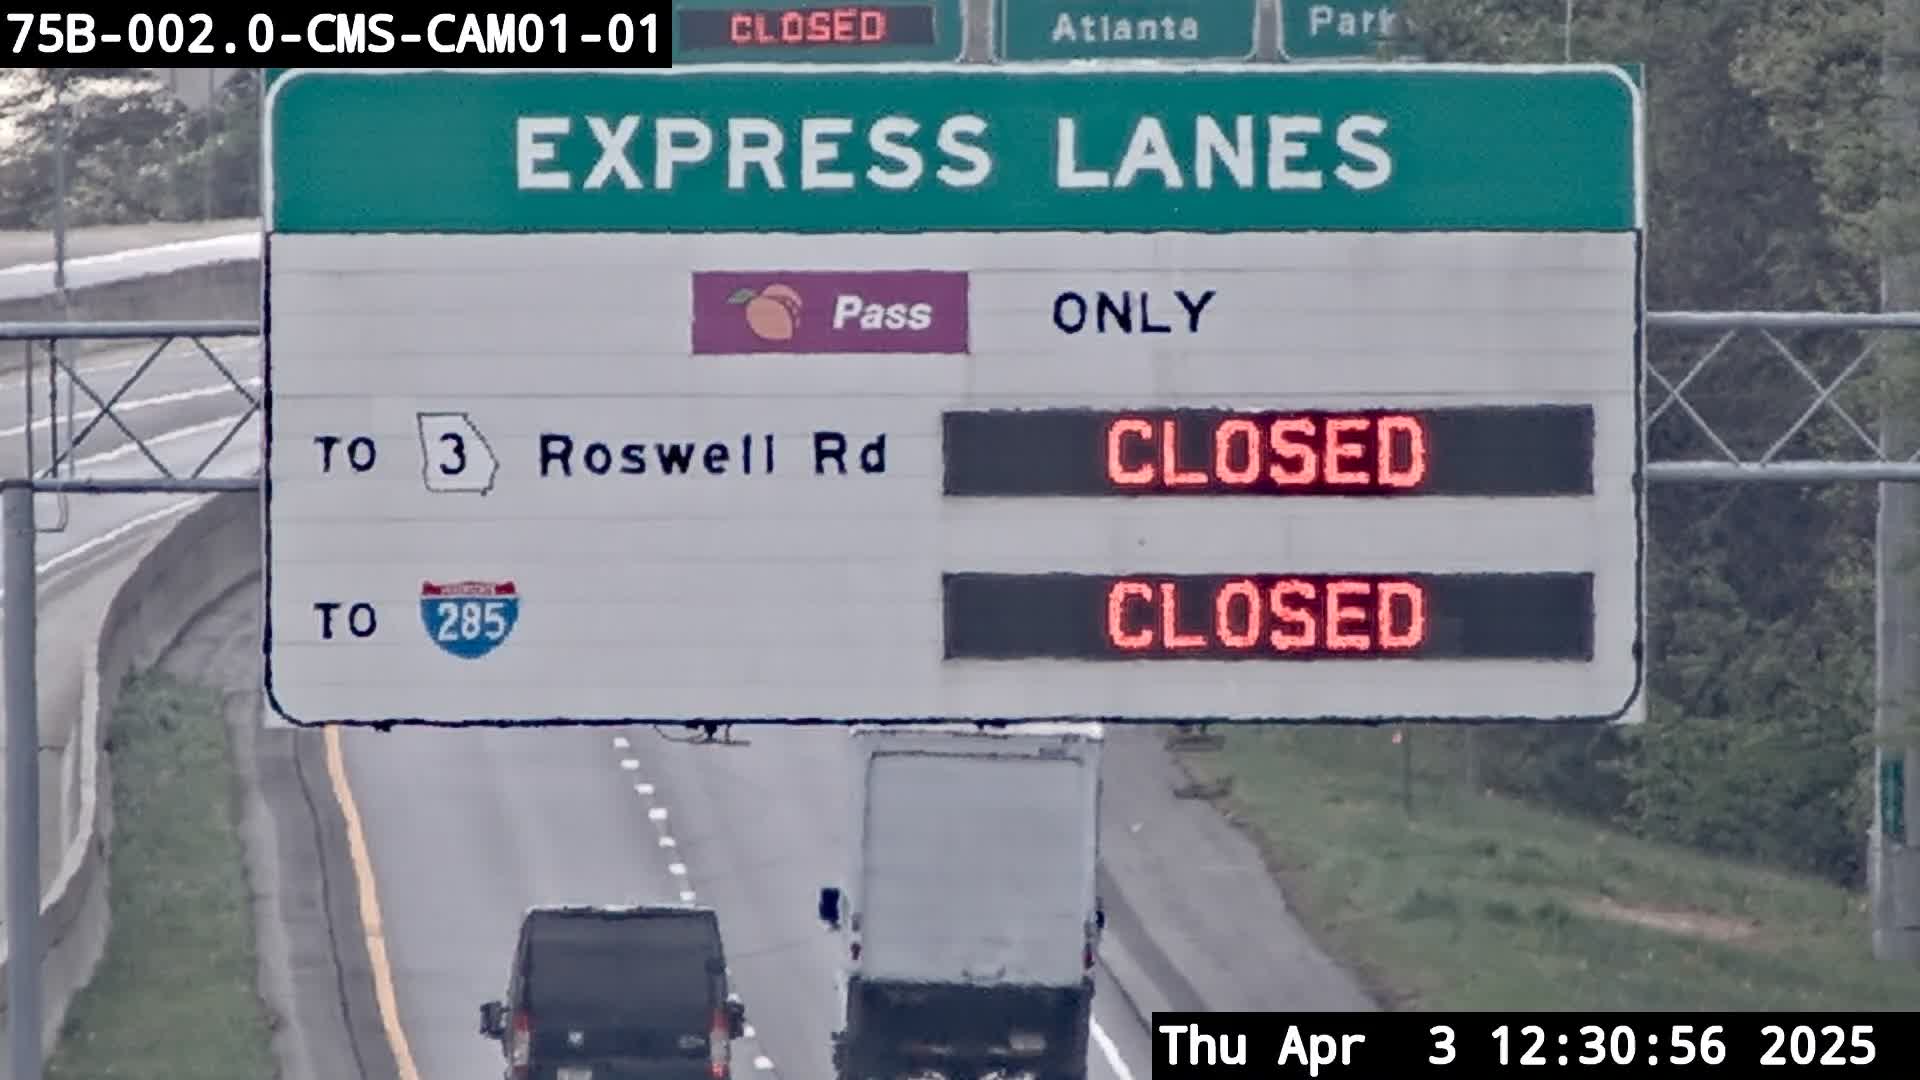 75B-002.0-CMS-CAM01-01
CLOSED
Atlanta
Park
EXPRESS LANES
Pass ONLY
TO 3 Roswell Rd CLOSED
TO 285 CLOSED
Thu Apr 3 12:30:56 2025